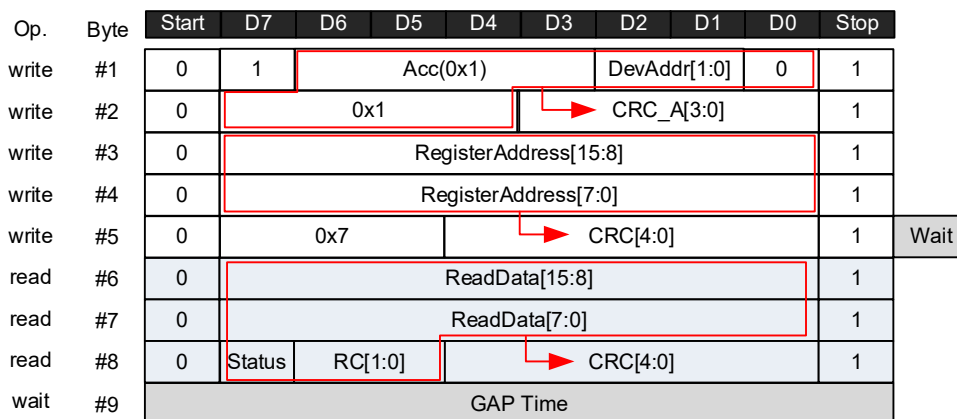 Op. Byte Start D7 D6 D5 D4 D3 D2 D1 D0 Stop
write #1 0 1 Acc(0x1) DevAddr[1:0] 0 1
write #2 0 0x1 CRC_A[3:0] 1
write #3 0 RegisterAddress[15:8] 1
write #4 0 RegisterAddress[7:0] 1
write #5 0 0x7 CRC[4:0] 1 Wait
read #6 0 ReadData[15:8] 1
read #7 0 ReadData[7:0] 1
read #8 0 Status RC[1:0] CRC[4:0] 1
wait #9 GAP Time